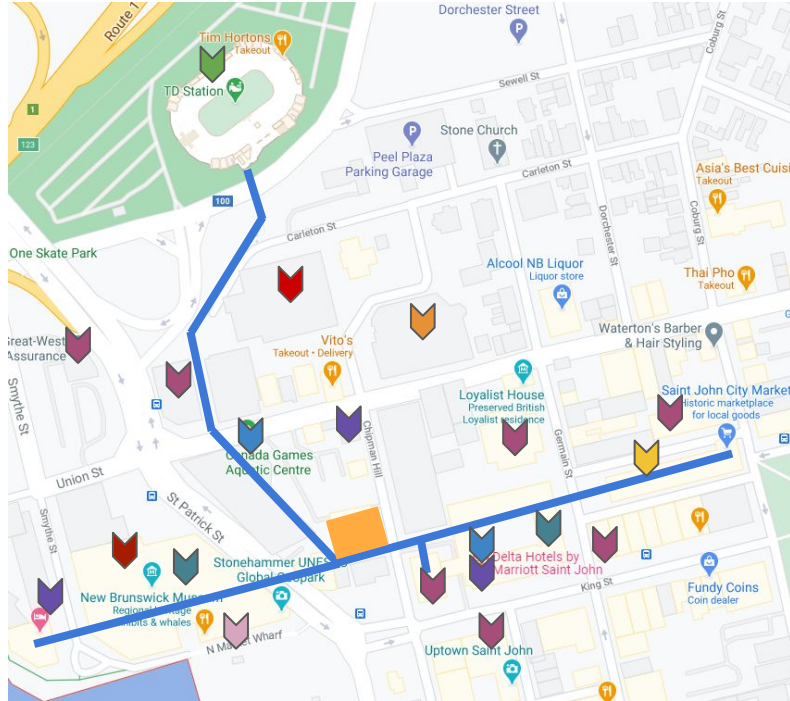 Dorchester Street
Route 1
Coburg St
Tim Hortons
Takeout
TD Station
Sewell St
1
123
Stone Church
Peel Plaza
Parking Garage
Carleton St
Asia's Best Cuisi
Takeout
100
Coburg St
Dorchester St
Carleton St
One Skate Park
Alcool NB Liquor
Liquor store
Thai Pho
Takeout
G
Great-West
Assurance
Vito's
Takeout • Delivery
Waterton's Barber
& Hair Styling
Smythe St
Loyalist House
Preserved British
Loyalist residence
Saint John City Market
Historic marketplace
for local goods
Canada Games
Aquatic Centre
Chipman Hill
Germain St
Union St
St Patrick St
Smythe St
Stonehammer UNES
Global Geopark
Delta Hotels by
Marriott Saint John
King St
Fundy Coins
Coin dealer
New Brunswick Museum
Regional heritage
exhibits & whales
N Market Wharf
Uptown Saint John